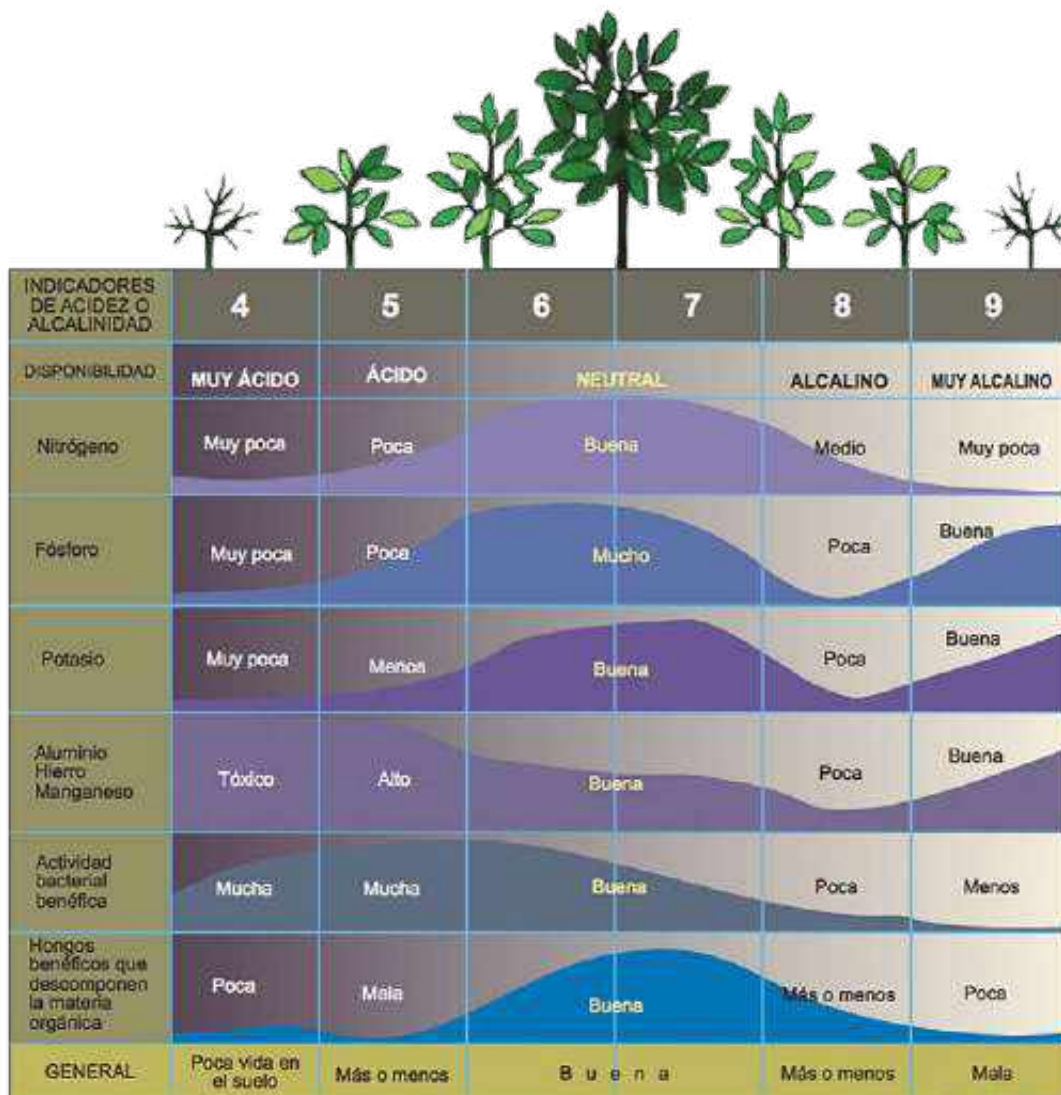 INDICADORES
DE ACIDEZ O
ALCALINIDAD
4 5 6 7 8 9
DISPONIBILIDAD MUY ÁCIDO ÁCIDO NEUTRAL ALCALINO MUY ALCALINO
Nitrógeno Muy poca Poca Buena Medio Muy poca
Fósforo Muy poca Poca Mucho Poca Buena
Potasio Muy poca Menos Buena Poca Buena
Aluminio
Hierro
Manganeso
Tóxico Alto Buena Poca Buena
Actividad
bacterial
benéfica
Mucha Mucha Buena Poca Menos
Hongos
benéficos que
descomponen
la materia
orgánica
Poca Mala Buena Más o menos Poca
GENERAL
Poca vida en
el suelo
Más o menos B u e n a Más o menos Mala